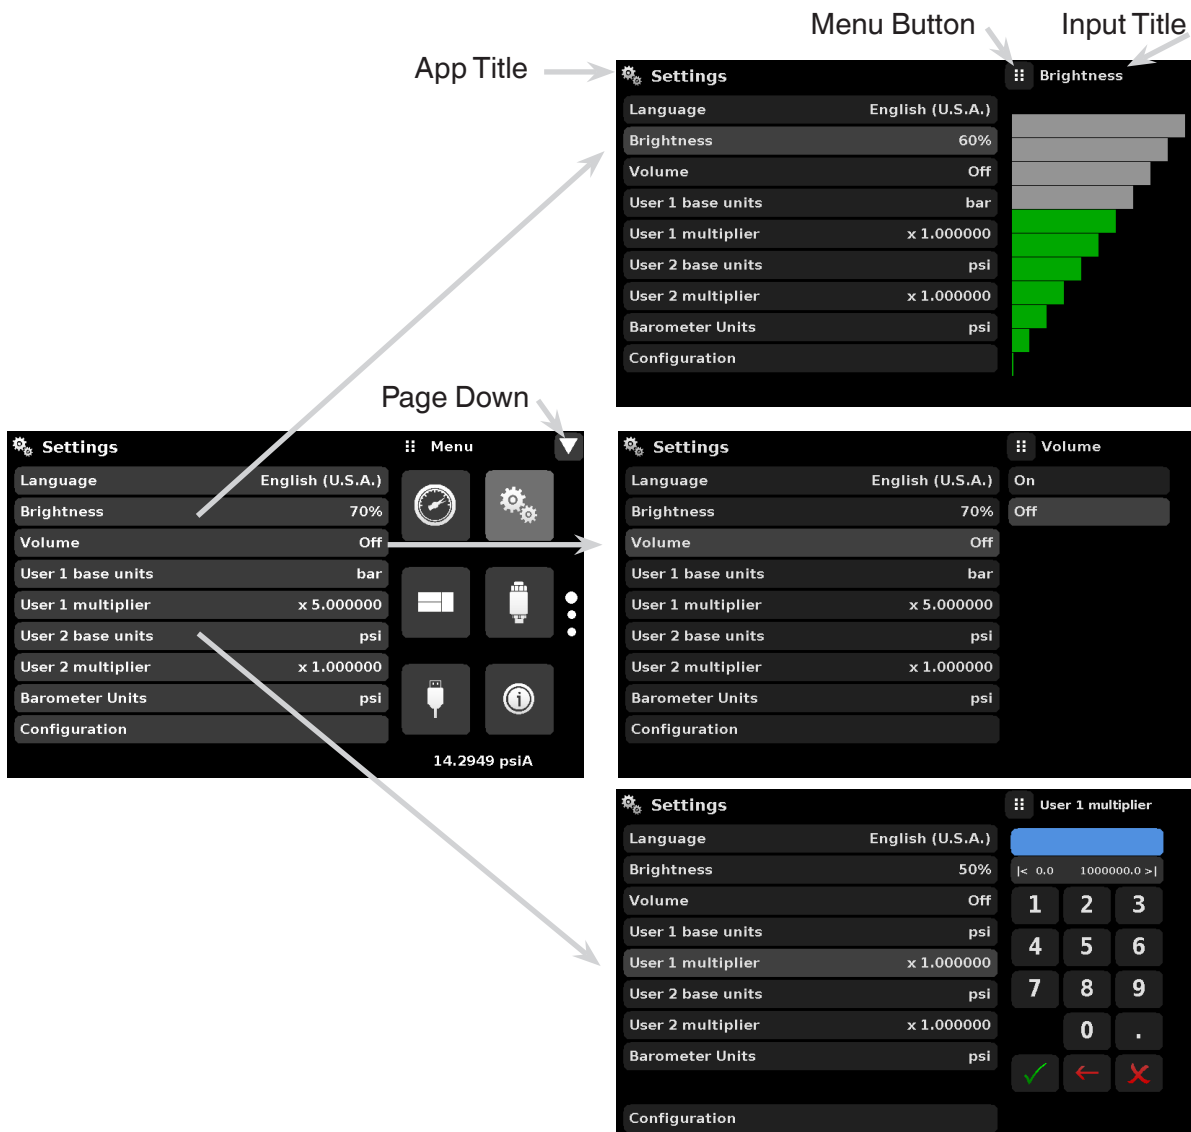 Menu Button
Input Title
App Title
Settings
Brightness
Language English (U.S.A.)
Brightness 60%
Volume Off
User 1 base units bar
User 1 multiplier x 1.000000
User 2 base units psi
User 2 multiplier x 1.000000
Barometer Units psi
Configuration
Page Down
Settings
Menu
Language English (U.S.A.)
Brightness 70%
Volume Off
User 1 base units bar
User 1 multiplier x 5.000000
User 2 base units psi
User 2 multiplier x 1.000000
Barometer Units psi
Configuration
14.2949 psiA
Settings
Volume
Language English (U.S.A.)
On
Brightness 70%
Off
Volume Off
User 1 base units bar
User 1 multiplier x 5.000000
User 2 base units psi
User 2 multiplier x 1.000000
Barometer Units psi
Configuration
Settings
User 1 multiplier
Language English (U.S.A.)
Brightness 50%
Volume Off
User 1 base units psi
User 1 multiplier x 1.000000
User 2 base units psi
User 2 multiplier x 1.000000
Barometer Units psi
Configuration
|< 0.0 1000000.0 >|
1 2 3
4 5 6
7 8 9
0 .